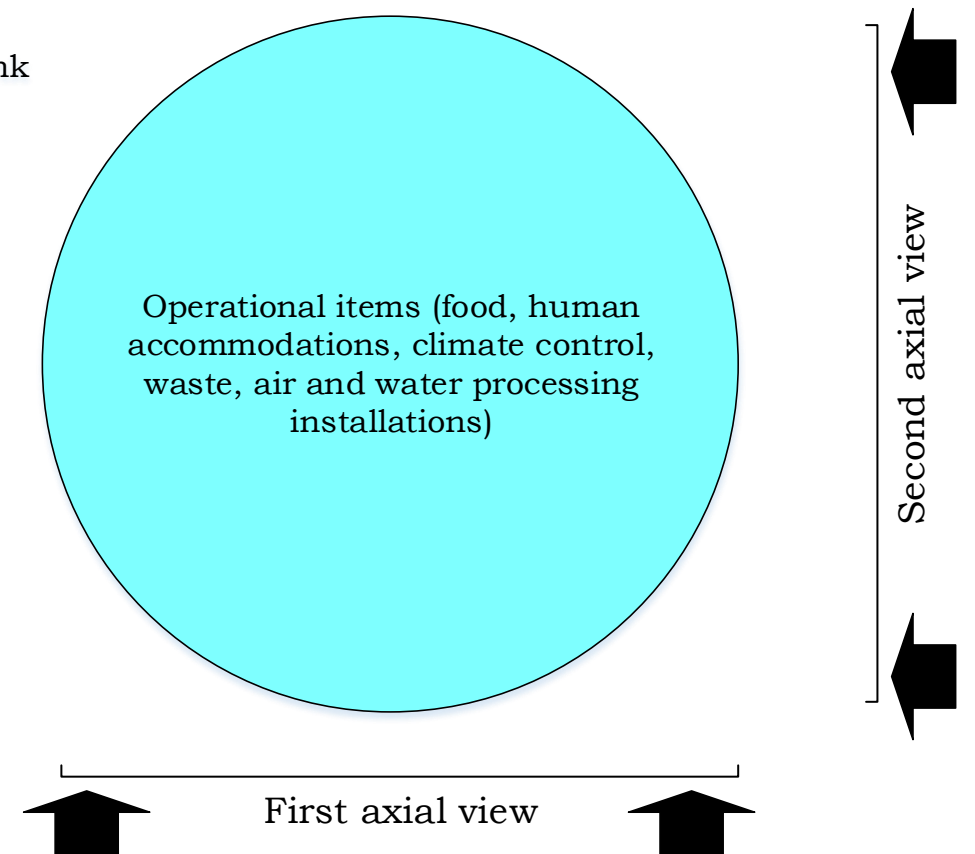 nk
Operational items (food, human
accommodations, climate control,
waste, air and water processing
installations)
Second axial view
First axial view